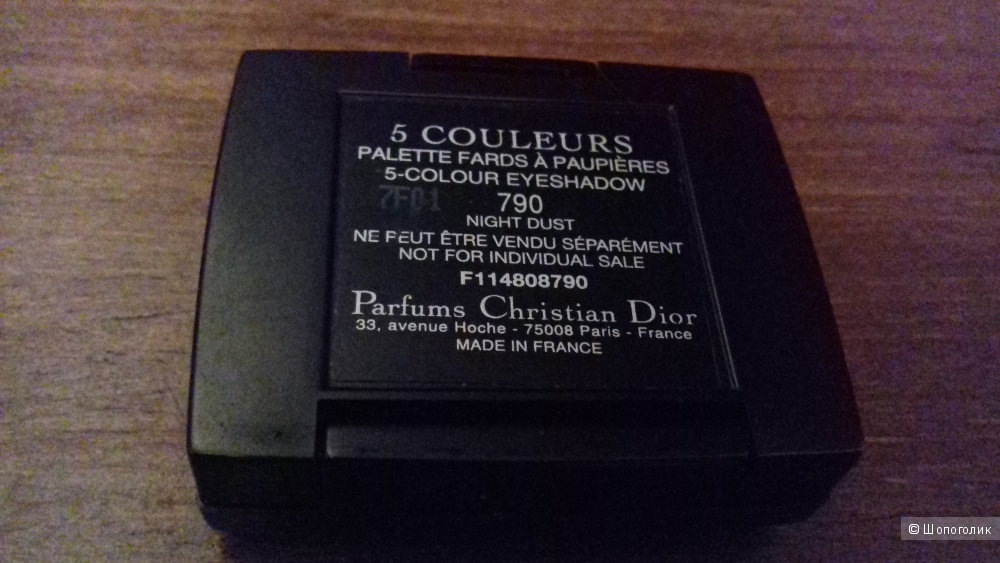 5 COULEURS
PALETTE FARDS À PAUPIÈRES
5-COLOUR EYESHADOW
7F01 790
NIGHT DUST
NE PEUT ÊTRE VENDU SÉPARÉMENT
NOT FOR INDIVIDUAL SALE
F114808790
Parfums Christian Dior
33, avenue Hoche - 75008 Paris - France
MADE IN FRANCE
© Шопоголик